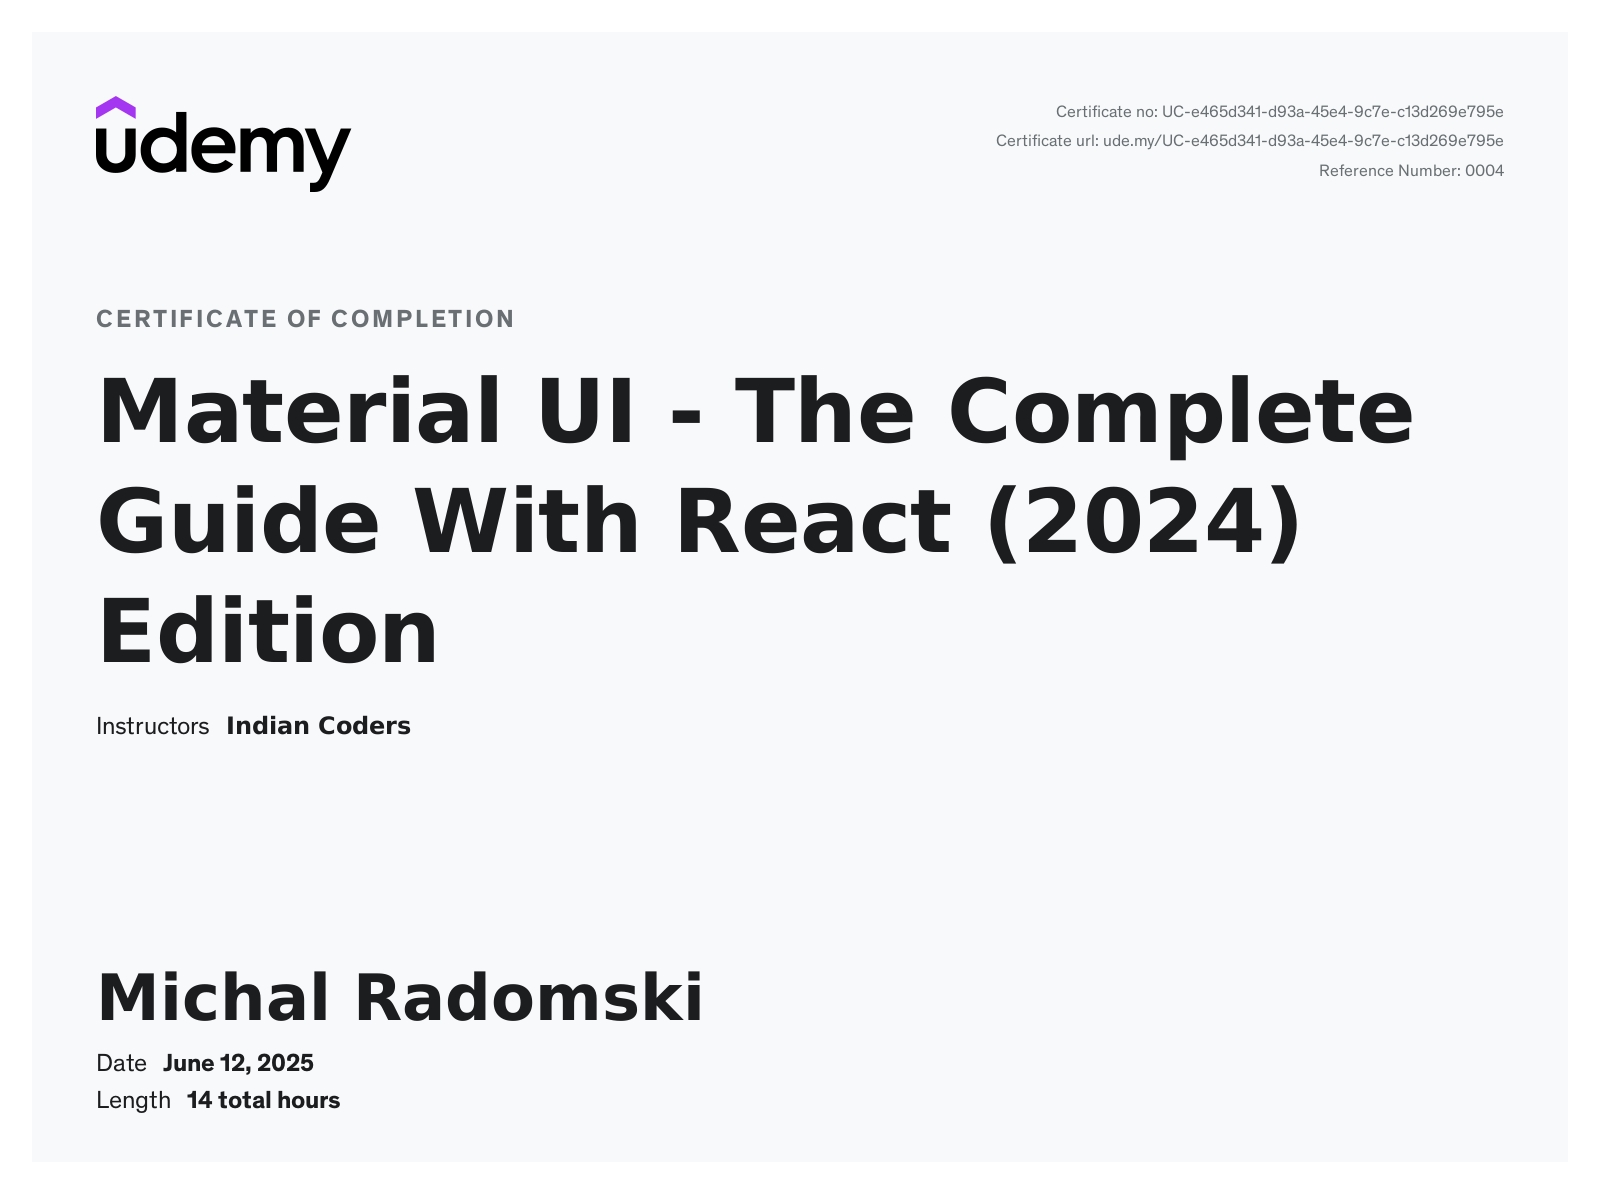 udemy
Certificate no: UC-e465d341-d93a-45e4-9c7e-c13d269e795e
Certificate url: ude.my/UC-e465d341-d93a-45e4-9c7e-c13d269e795e
Reference Number: 0004
CERTIFICATE OF COMPLETION
Material UI - The Complete
Guide With React (2024)
Edition
Instructors Indian Coders
Michal Radomski
Date June 12, 2025
Length 14 total hours